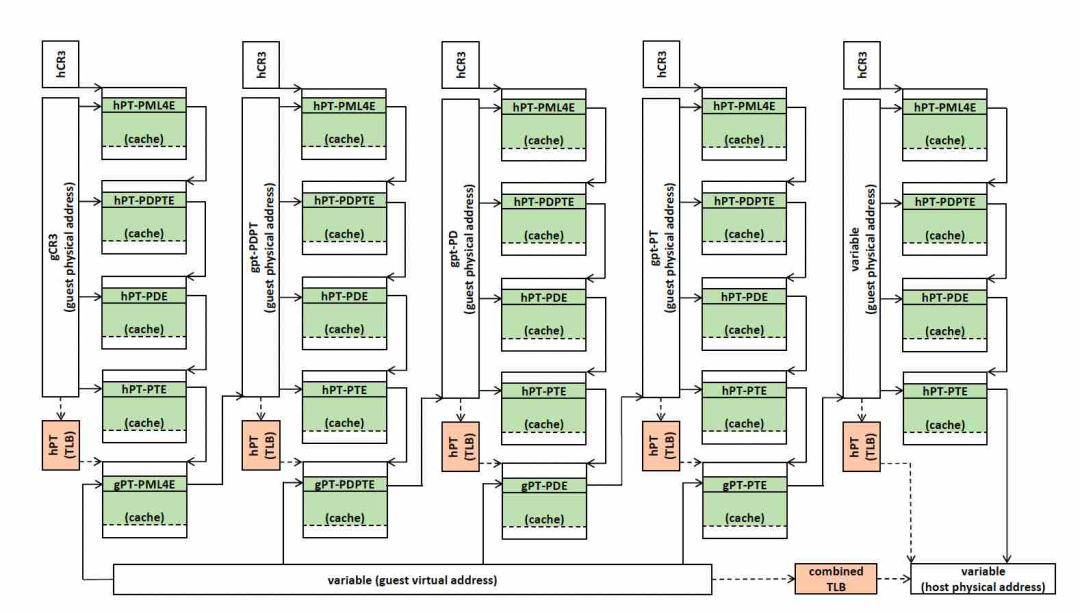 hCR3
hCR3
hCR3
hCR3
hCR3
gCR3
(guest physical address)
hPT-PML4E
(cache)
hPT-PDPTE
(cache)
hPT-PDE
(cache)
hPT-PTE
(cache)
hPT
(TLB)
gPT-PML4E
(cache)
gpt-PDPT
(guest physical address)
hPT-PML4E
(cache)
hPT-PDPTE
(cache)
hPT-PDE
(cache)
hPT-PTE
(cache)
hPT
(TLB)
gPT-PDPTE
(cache)
gpt-PD
(guest physical address)
hPT-PML4E
(cache)
hPT-PDPTE
(cache)
hPT-PDE
(cache)
hPT-PTE
(cache)
hPT
(TLB)
gPT-PDE
(cache)
gpt-PT
(guest physical address)
hPT-PML4E
(cache)
hPT-PDPTE
(cache)
hPT-PDE
(cache)
hPT-PTE
(cache)
hPT
(TLB)
gPT-PTE
(cache)
variable
(guest physical address)
hPT-PML4E
(cache)
hPT-PDPTE
(cache)
hPT-PDE
(cache)
hPT-PTE
(cache)
hPT
(TLB)
variable (guest virtual address)
combined
TLB
variable
(host physical address)